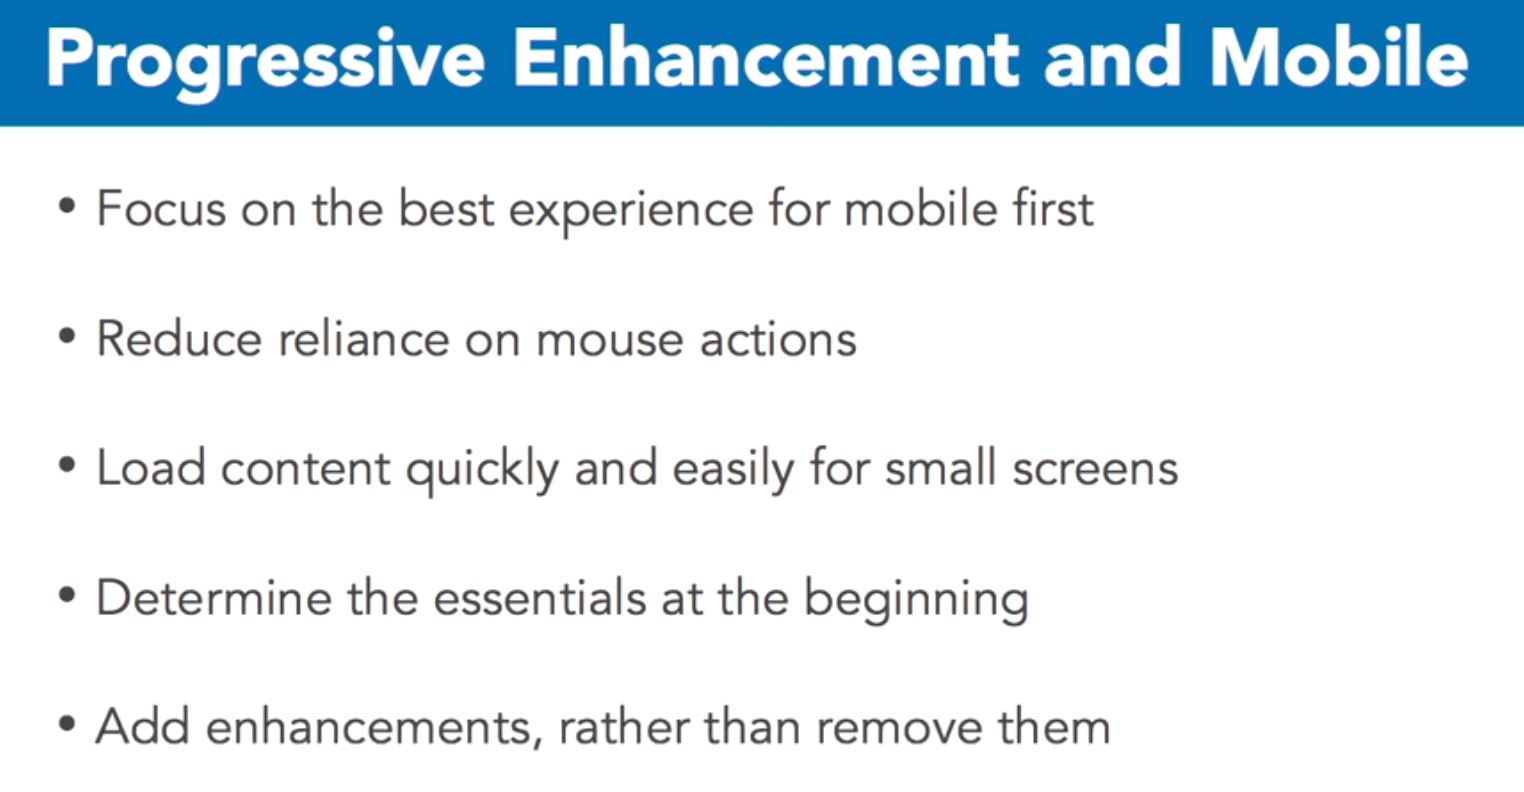 Progressive Enhancement and Mobile
• Focus on the best experience for mobile first
• Reduce reliance on mouse actions
• Load content quickly and easily for small screens
• Determine the essentials at the beginning
• Add enhancements, rather than remove them